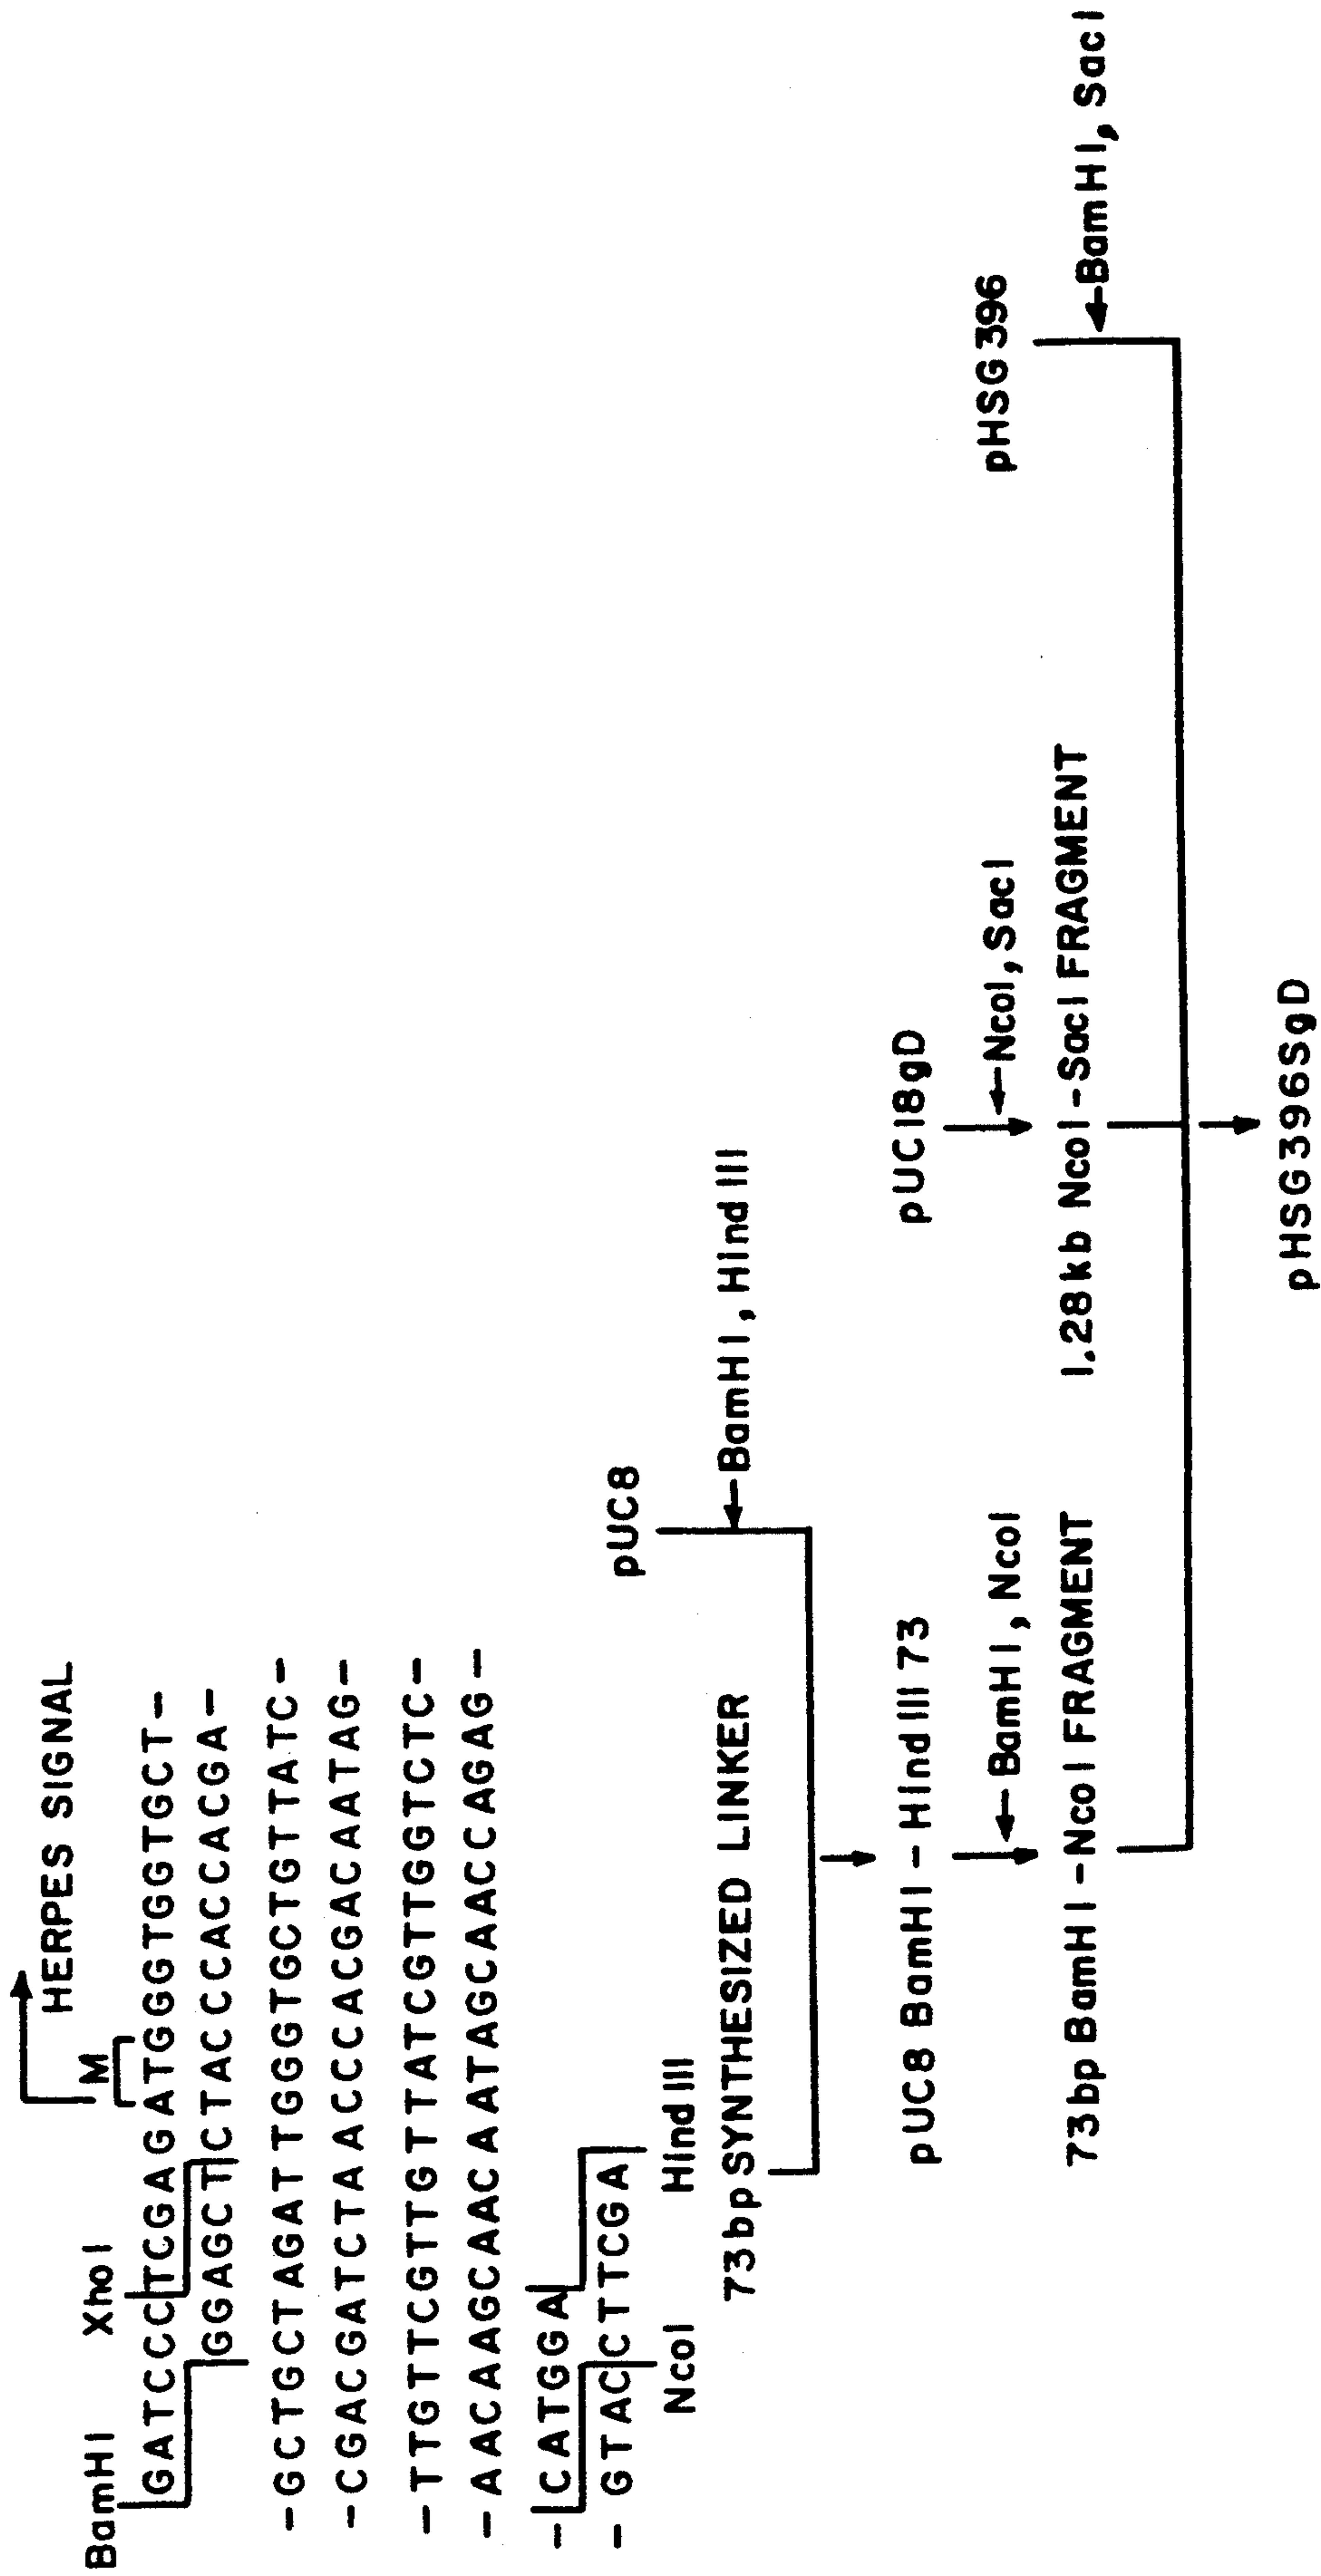 HERPES SIGNAL
BamHI XhoI M
GATCCCTCGAGATGGGTGGTGCT-
GGAGCTCTACCCACCACGA-
-GCTGCTAGATTGGGTGCTGTTATC-
-CGACGATCTAACCCACGACAATAG-
-TTGTTCGTTGTTATCGTTGGTCTC-
-AACAAGCAACAATAGCAACCAGAG-
-CATGGA
-GTACCTTCGA
NcoI HindIII
73bp SYNTHESIZED LINKER
pUC8
BamHI, HindIII
pUC8 BamHI - HindIII 73
BamHI, NcoI
73bp BamHI - NcoI FRAGMENT
pUC18gD
NcoI, SacI
1.28kb NcoI - SacI FRAGMENT
pHSG396
BamHI, SacI
pHSG396SgD